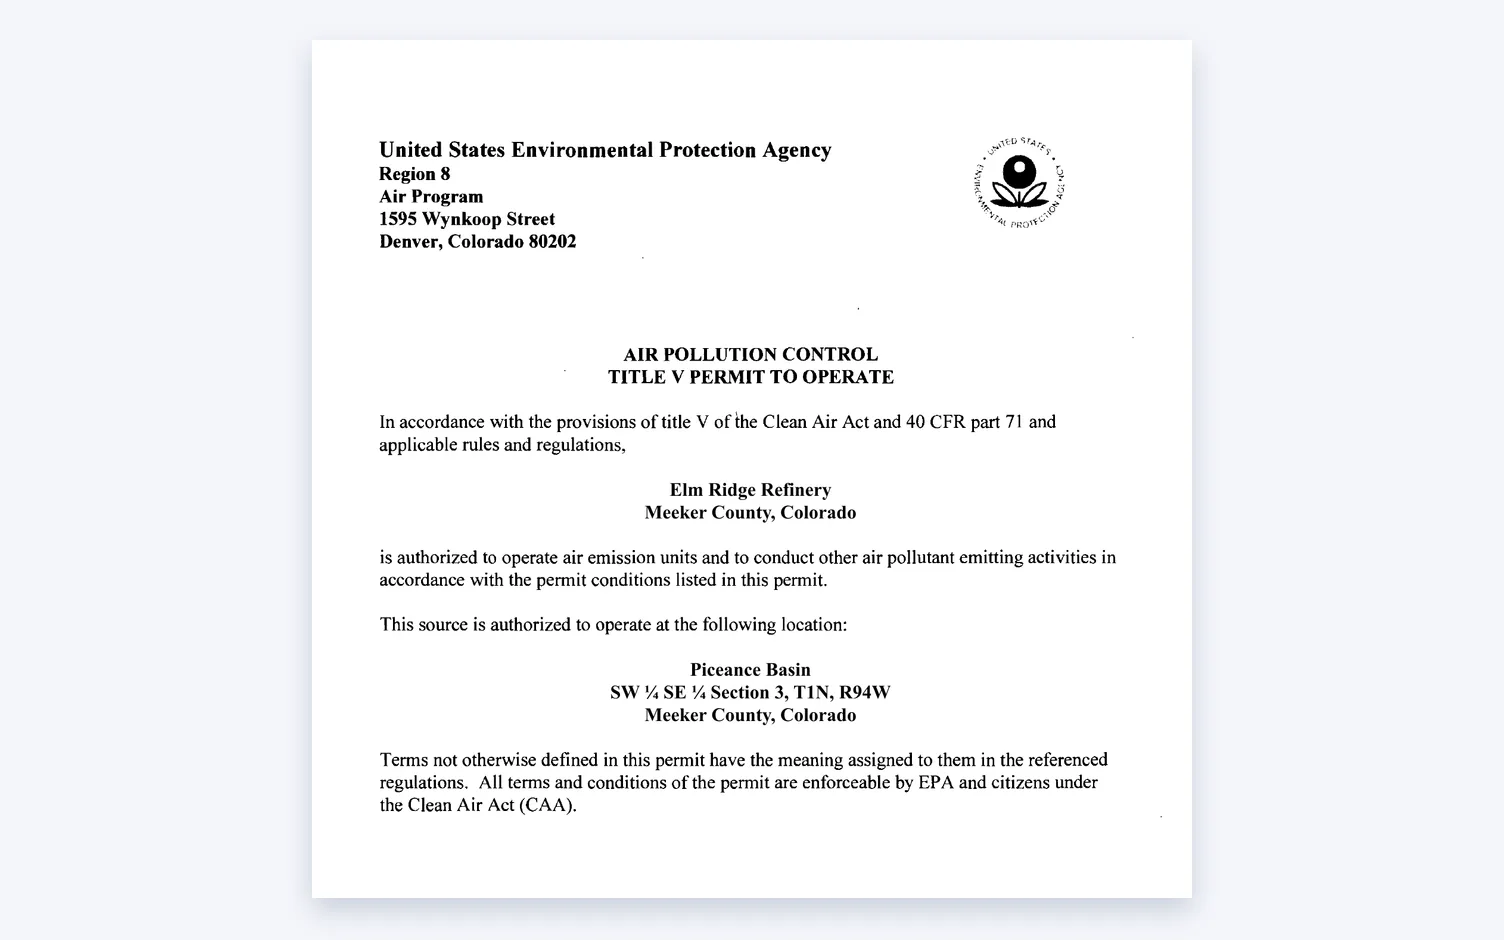 United States Environmental Protection Agency
Region 8
Air Program
1595 Wynkoop Street
Denver, Colorado 80202
UNITED STATES • ENVIRONMENTAL PROTECTION AGENCY •
AIR POLLUTION CONTROL
TITLE V PERMIT TO OPERATE
In accordance with the provisions of title V of the Clean Air Act and 40 CFR part 71 and
applicable rules and regulations,
Elm Ridge Refinery
Meeker County, Colorado
is authorized to operate air emission units and to conduct other air pollutant emitting activities in
accordance with the permit conditions listed in this permit.
This source is authorized to operate at the following location:
Piceance Basin
SW ¼ SE ¼ Section 3, T1N, R94W
Meeker County, Colorado
Terms not otherwise defined in this permit have the meaning assigned to them in the referenced
regulations.  All terms and conditions of the permit are enforceable by EPA and citizens under
the Clean Air Act (CAA).